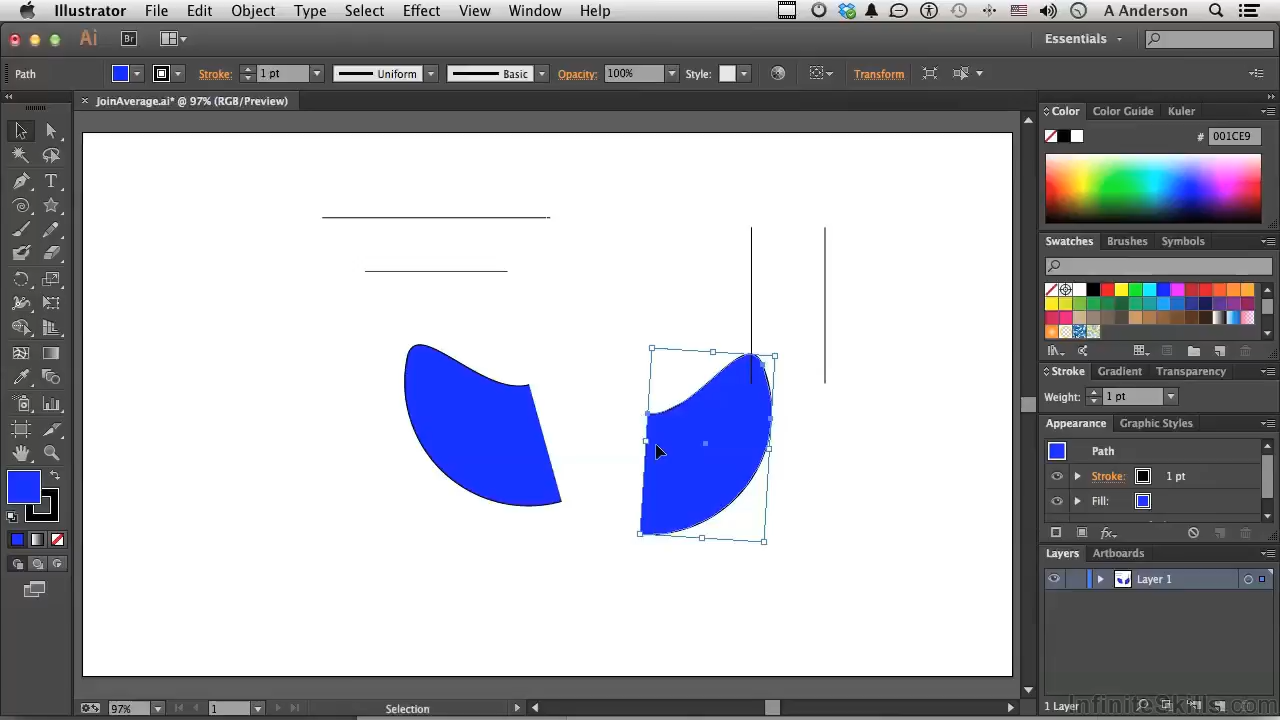 Illustrator File Edit Object Type Select Effect View Window Help A Anderson
Ai Br Essentials
Path Stroke: 1 pt Uniform Basic Opacity: 100% Style: Transform
JoinAverage.ai* @ 97% (RGB/Preview)
Color Color Guide Kuler
# 001CE9
Swatches Brushes Symbols
Stroke Gradient Transparency
Weight: 1 pt
Appearance Graphic Styles
Path
Stroke: 1 pt
Fill:
fx
Layers Artboards
Layer 1
1 Layer
97% 1 Selection
InfiniteSkills.com